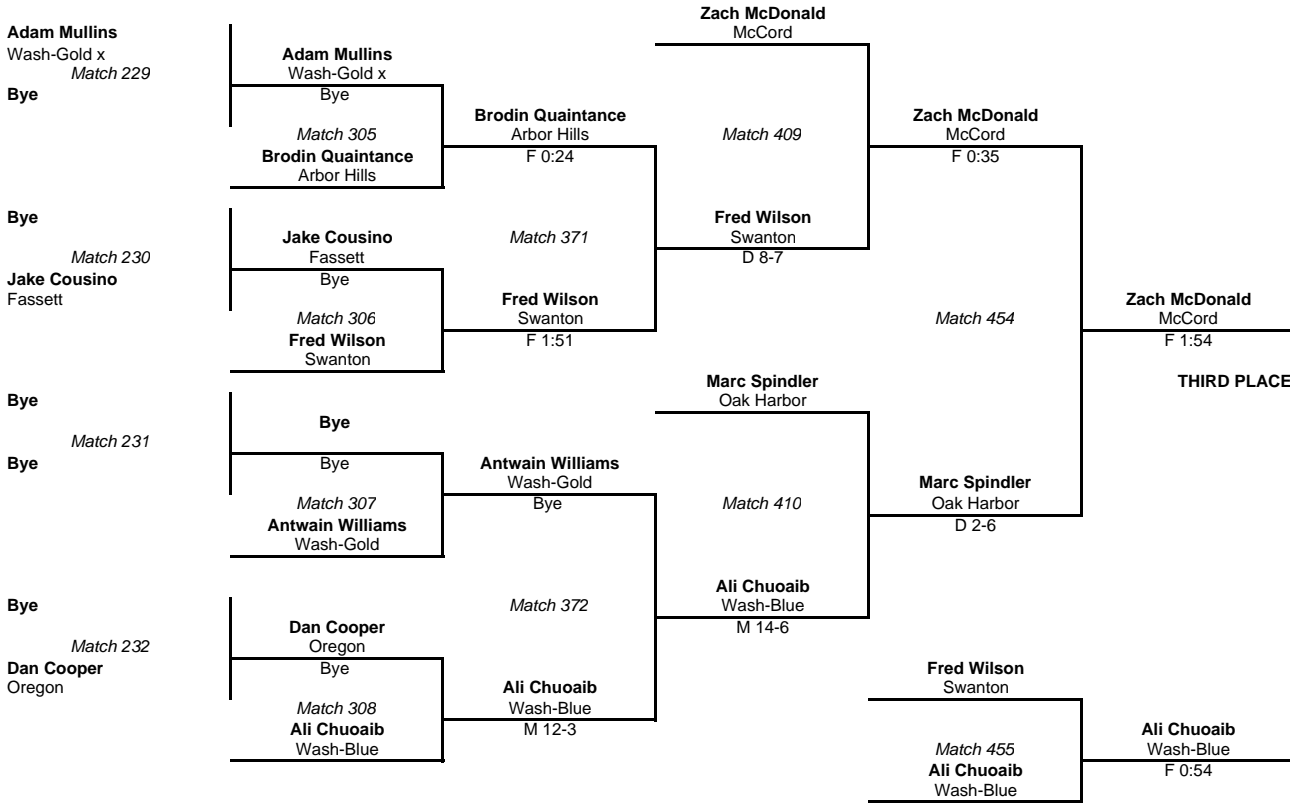 Adam Mullins
Wash-Gold x
Match 229
Bye
Bye
Match 230
Jake Cousino
Fassett
Bye
Match 231
Bye
Bye
Match 232
Dan Cooper
Oregon
Adam Mullins
Wash-Gold x
Bye
Match 305
Brodin Quaintance
Arbor Hills
Jake Cousino
Fassett
Bye
Match 306
Fred Wilson
Swanton
Bye
Bye
Match 307
Antwain Williams
Wash-Gold
Dan Cooper
Oregon
Bye
Match 308
Ali Chuoaib
Wash-Blue
Brodin Quaintance
Arbor Hills
F 0:24
Match 371
Fred Wilson
Swanton
F 1:51
Antwain Williams
Wash-Gold
Bye
Match 372
Ali Chuoaib
Wash-Blue
M 12-3
Zach McDonald
McCord
Match 409
Fred Wilson
Swanton
D 8-7
Marc Spindler
Oak Harbor
Match 410
Ali Chuoaib
Wash-Blue
M 14-6
Zach McDonald
McCord
F 0:35
Match 454
Marc Spindler
Oak Harbor
D 2-6
Fred Wilson
Swanton
Match 455
Ali Chuoaib
Wash-Blue
Zach McDonald
McCord
F 1:54
THIRD PLACE
Ali Chuoaib
Wash-Blue
F 0:54